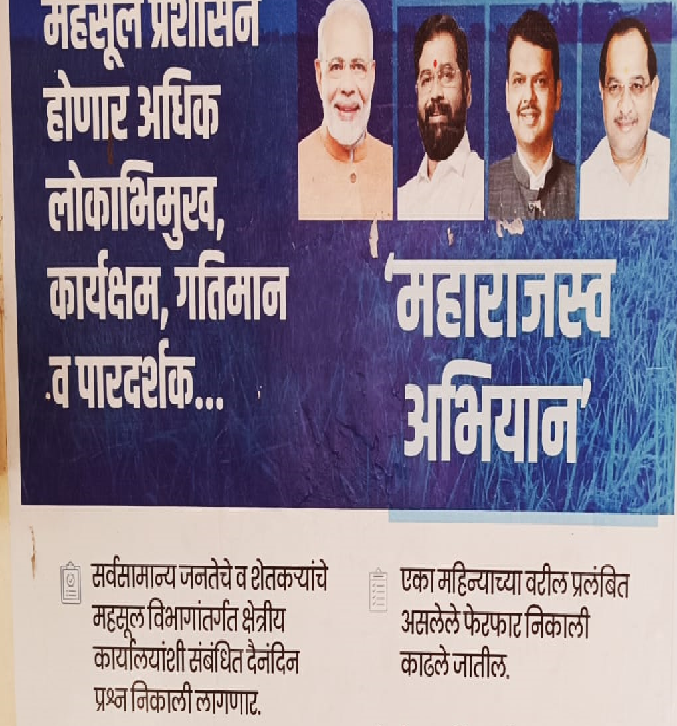 महसूल प्रशासन
होणार अधिक
लोकाभिमुख,
कार्यक्षम, गतिमान
व पारदर्शक...
'महाराजस्व
अभियान'
सर्वसामान्य जनतेचे व शेतकऱ्यांचे
महसूल विभागांतर्गत क्षेत्रीय
कार्यालयांशी संबंधित दैनंदिन
प्रश्न निकाली लागणार.
एका महिन्याच्या वरील प्रलंबित
असलेले फेरफार निकाली
काढले जातील.